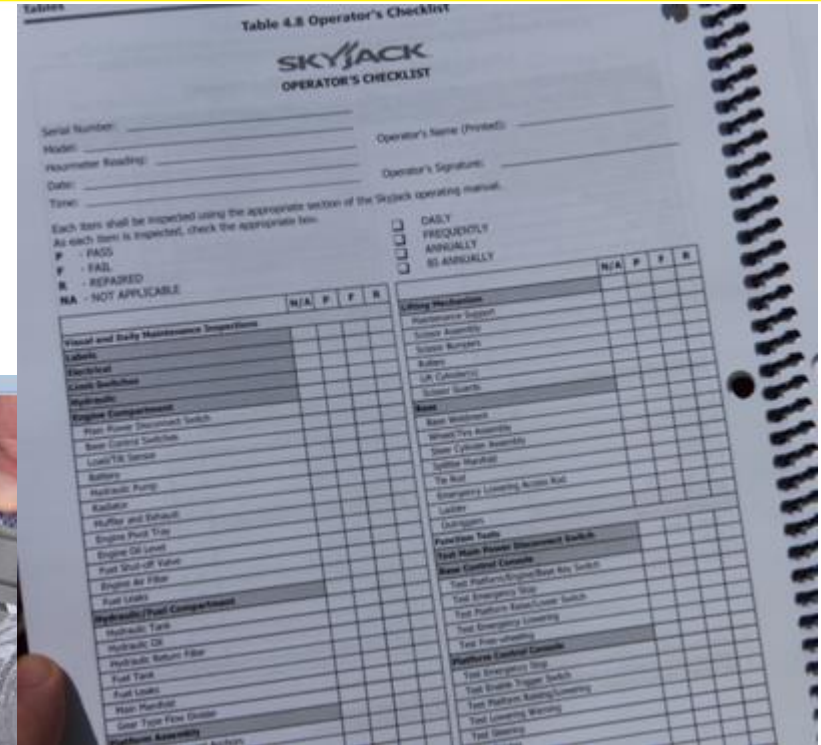 Tables
Table 4.8 Operator's Checklist
SKYJACK
OPERATOR'S CHECKLIST
Serial Number:
Model:
Hourmeter Reading:
Date:
Time:
Operator's Name (Printed):
Operator's Signature:
Each item shall be inspected using the appropriate section of the Skyjack operating manual.
As each item is inspected, check the appropriate box.
P - PASS
F - FAIL
R - REPAIRED
NA - NOT APPLICABLE
DAILY
FREQUENTLY
ANNUALLY
BI ANNUALLY
N/A P F R
Visual and Daily Maintenance Inspections
Labels
Electrical
Limit Switches
Hydraulic
Engine Compartment
Main Power Disconnect Switch
Base Control Switches
Load/Tilt Sensor
Battery
Hydraulic Pump
Radiator
Muffler and Exhaust
Engine Pivot Tray
Engine Oil Level
Fuel Shut-off Valve
Engine Air Filter
Fuel Leaks
Hydraulic/Fuel Compartment
Hydraulic Tank
Hydraulic Oil
Hydraulic Return Filter
Fuel Tank
Fuel Leaks
Main Manifold
Gear Type Flow Divider
Platform Assembly
Anchors
N/A P F R
Lifting Mechanism
Maintenance Support
Scissor Assembly
Scissor Bumpers
Rollers
Lift Cylinder(s)
Scissor Guards
Base
Base Weldment
Wheel/Tire Assembly
Steer Cylinder Assembly
Manifold
Tie Rod
Emergency Lowering Access Rod
Ladder
Outriggers
Function Tests
Test Main Power Disconnect Switch
Base Control Console
Test Platform/Engine/Base Key Switch
Test Emergency Stop
Test Platform Raise/Lower Switch
Test Emergency Lowering
Test Free-wheeling
Platform Control Console
Test Emergency Stop
Test Enable Trigger Switch
Test Platform Raising/Lowering
Test Lowering Warning
Test Steering